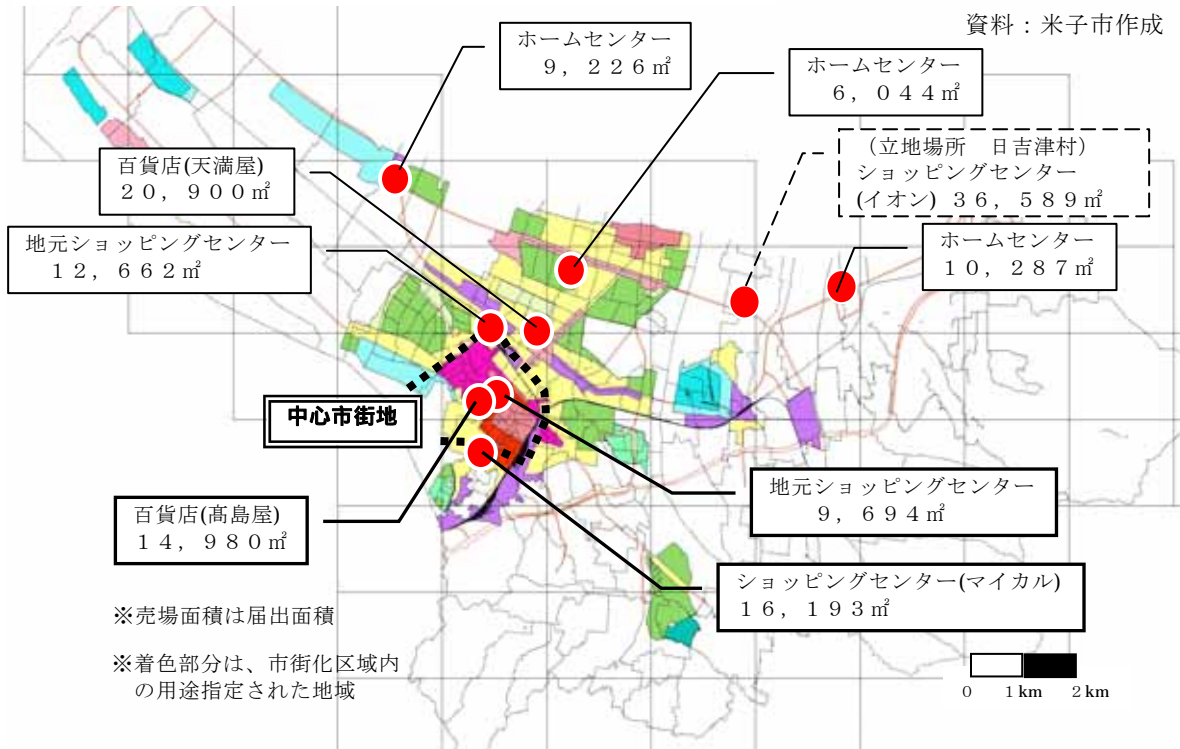 資料：米子市作成
ホームセンター
９，２２６㎡
ホームセンター
６，０４４㎡
（立地場所　日吉津村）
ショッピングセンター
(イオン) ３６，５８９㎡
百貨店(天満屋)
２０，９００㎡
地元ショッピングセンター
１２，６６２㎡
ホームセンター
１０，２８７㎡
中心市街地
百貨店(髙島屋)
１４，９８０㎡
地元ショッピングセンター
９，６９４㎡
ショッピングセンター(マイカル)
１６，１９３㎡
※売場面積は届出面積
※着色部分は、市街化区域内
の用途指定された地域
0 1 km 2 km